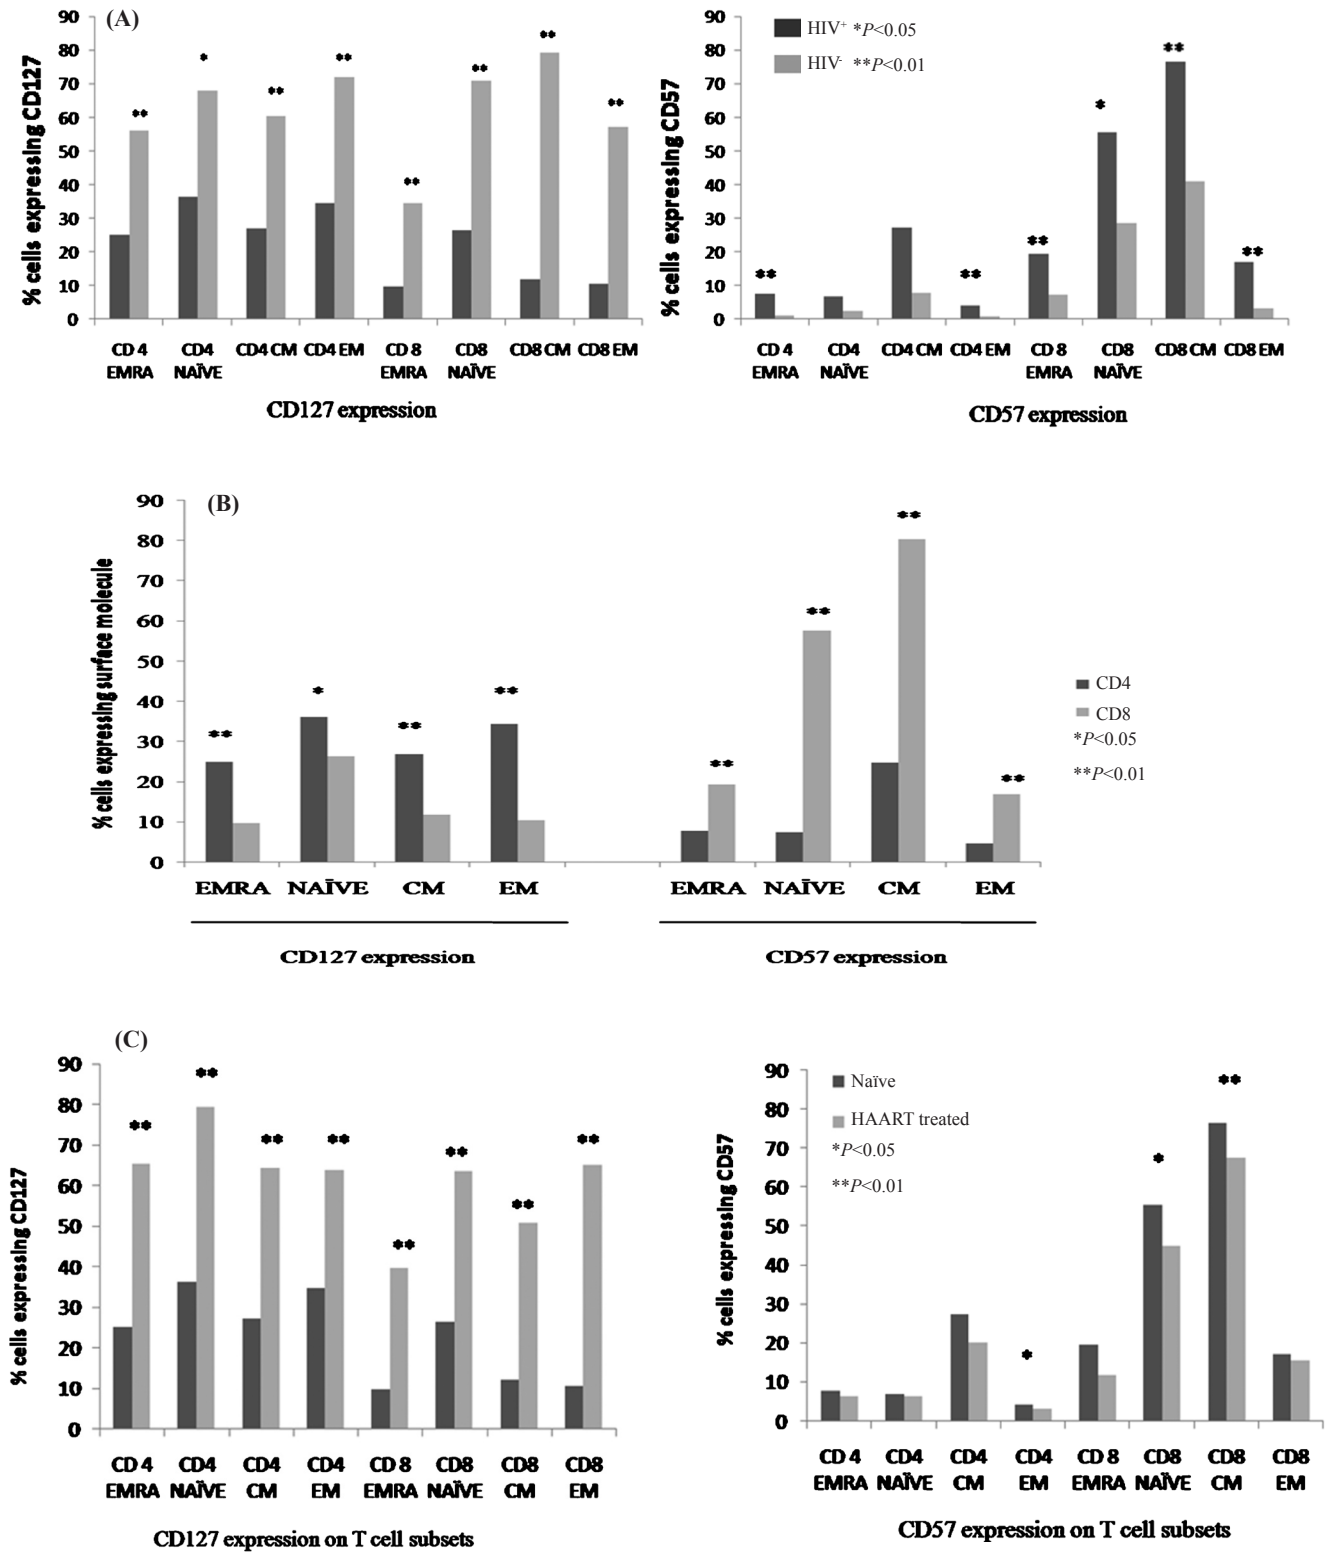 (A)
90
80
70
60
50
40
30
20
10
0
% cells expressing CD127
** * ** ** ** ** ** **
CD 4 EMRA
CD4 NAÏVE
CD4 CM
CD4 EM
CD 8 EMRA
CD8 NAÏVE
CD8 CM
CD8 EM
CD127 expression
90
80
70
60
50
40
30
20
10
0
% cells expressing CD57
HIV+ *P<0.05
HIV- **P<0.01
** ** ** * ** **
CD 4 EMRA
CD4 NAÏVE
CD4 CM
CD4 EM
CD 8 EMRA
CD8 NAÏVE
CD8 CM
CD8 EM
CD57 expression
(B)
90
80
70
60
50
40
30
20
10
0
% cells expressing surface molecule
** * ** ** ** ** ** **
EMRA NAÏVE CM EM
EMRA NAÏVE CM EM
CD127 expression
CD57 expression
CD4
CD8
*P<0.05
**P<0.01
(C)
90
80
70
60
50
40
30
20
10
0
% cells expressing CD127
** ** ** ** ** ** ** **
CD 4 EMRA
CD4 NAÏVE
CD4 CM
CD4 EM
CD 8 EMRA
CD8 NAÏVE
CD8 CM
CD8 EM
CD127 expression on T cell subsets
90
80
70
60
50
40
30
20
10
0
% cells expressing CD57
Naïve
HAART treated
*P<0.05
**P<0.01
* * **
CD 4 EMRA
CD4 NAÏVE
CD4 CM
CD4 EM
CD 8 EMRA
CD8 NAÏVE
CD8 CM
CD8 EM
CD57 expression on T cell subsets